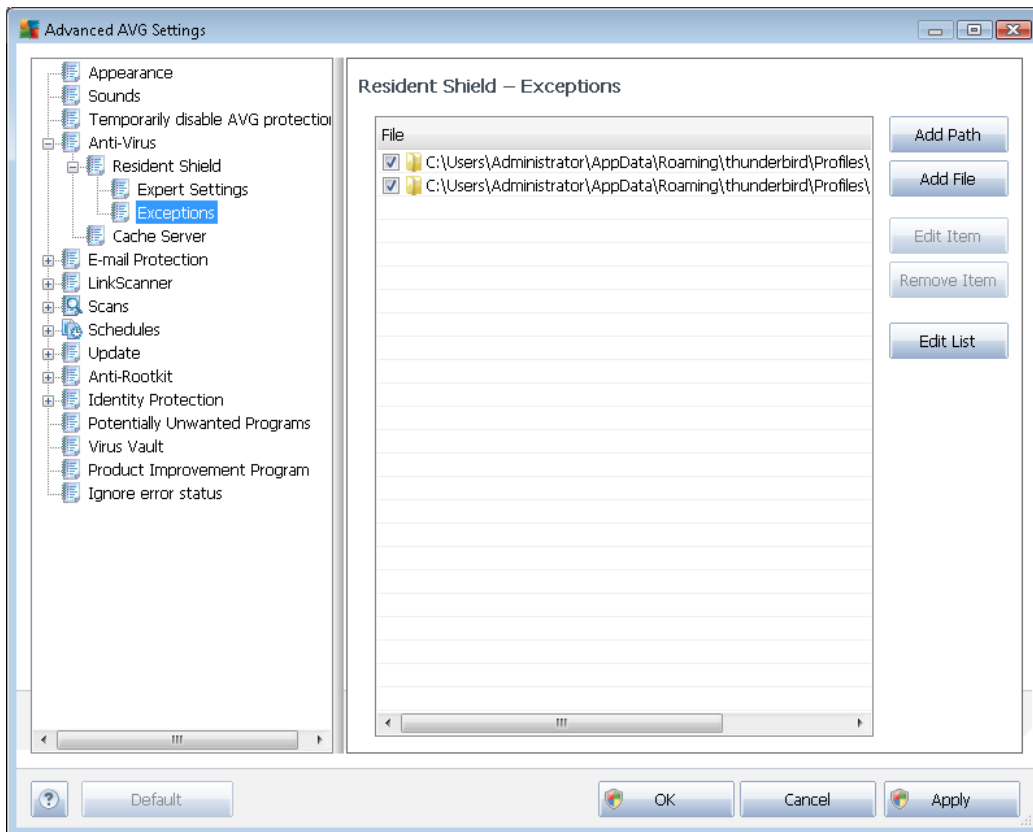 Advanced AVG Settings
Appearance
Sounds
Temporarily disable AVG protection
Anti-Virus
Resident Shield
Expert Settings
Exceptions
Cache Server
E-mail Protection
LinkScanner
Scans
Schedules
Update
Anti-Rootkit
Identity Protection
Potentially Unwanted Programs
Virus Vault
Product Improvement Program
Ignore error status
Resident Shield – Exceptions
File
C:\Users\Administrator\AppData\Roaming\thunderbird\Profiles\
C:\Users\Administrator\AppData\Roaming\thunderbird\Profiles\
Add Path
Add File
Edit Item
Remove Item
Edit List
?
Default
OK
Cancel
Apply